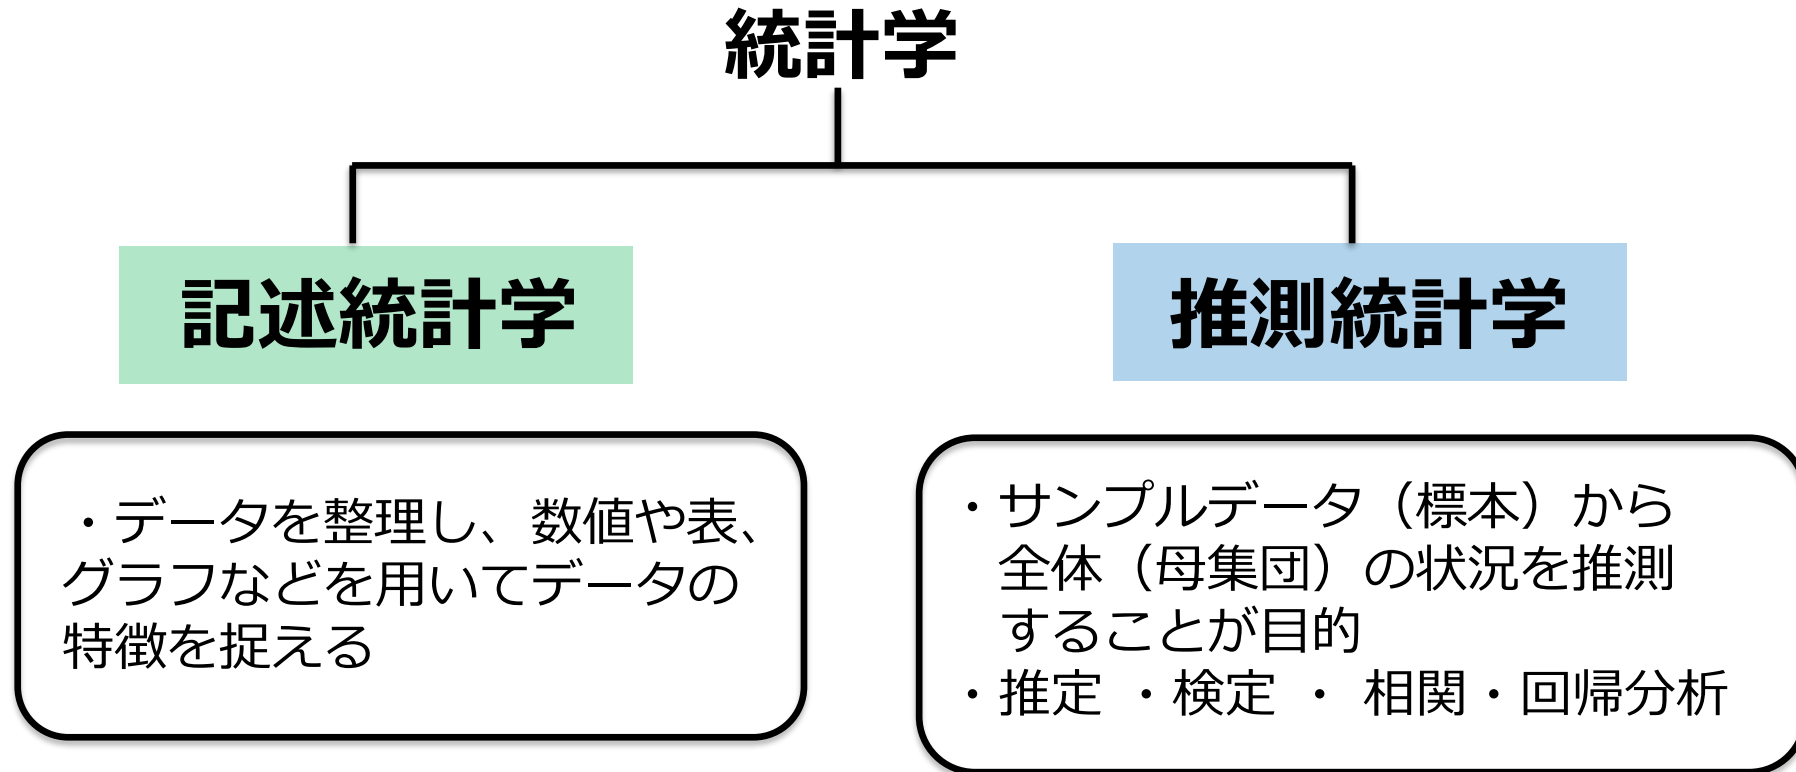 統計学
記述統計学
推測統計学
・データを整理し、数値や表、
グラフなどを用いてデータの
特徴を捉える
・サンプルデータ（標本）から
全体（母集団）の状況を推測
することが目的
・推定 ・検定 ・ 相関・回帰分析